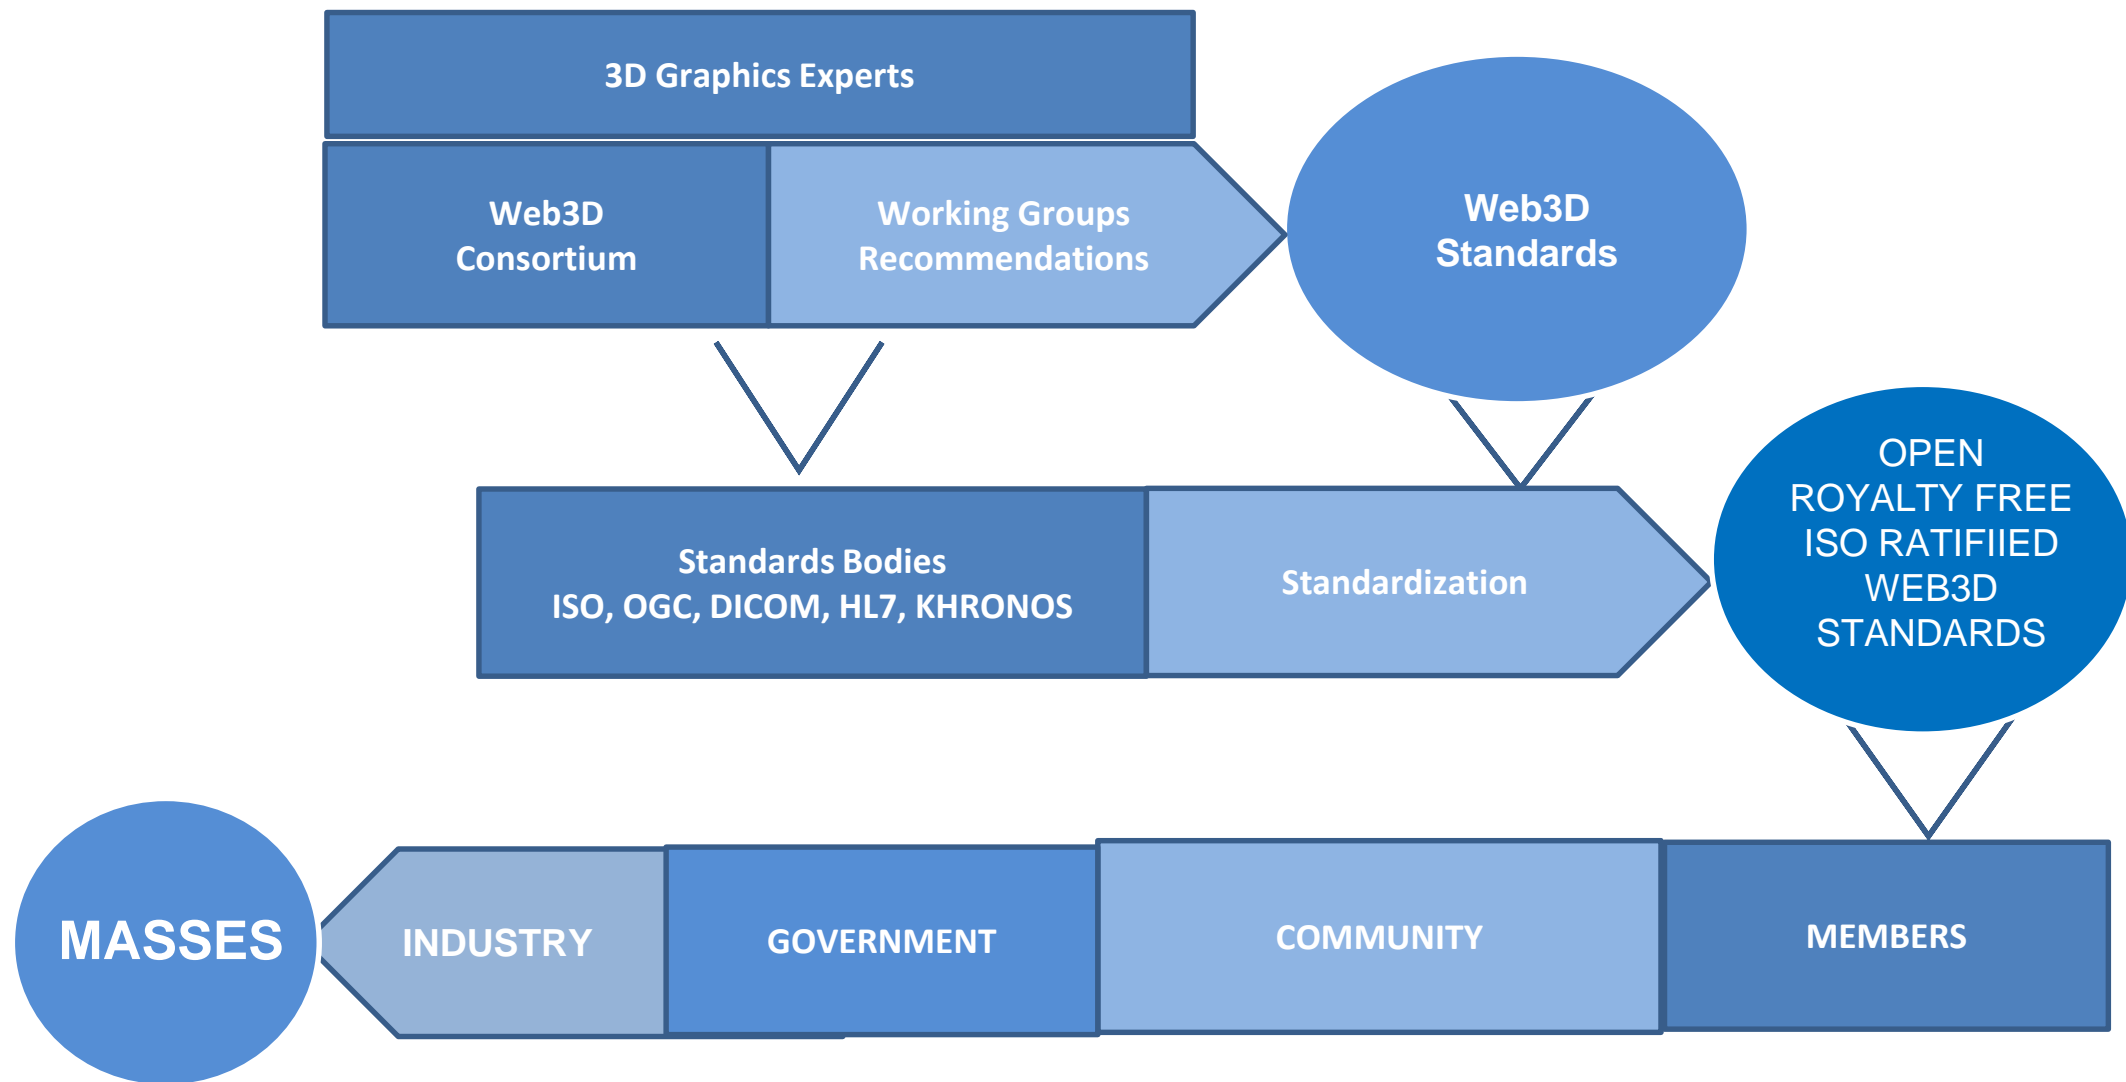 3D Graphics Experts
Web3D
Consortium
Working Groups
Recommendations
Web3D
Standards
Standards Bodies
ISO, OGC, DICOM, HL7, KHRONOS
Standardization
OPEN
ROYALTY FREE
ISO RATIFIIED
WEB3D
STANDARDS
MASSES
INDUSTRY
GOVERNMENT
COMMUNITY
MEMBERS